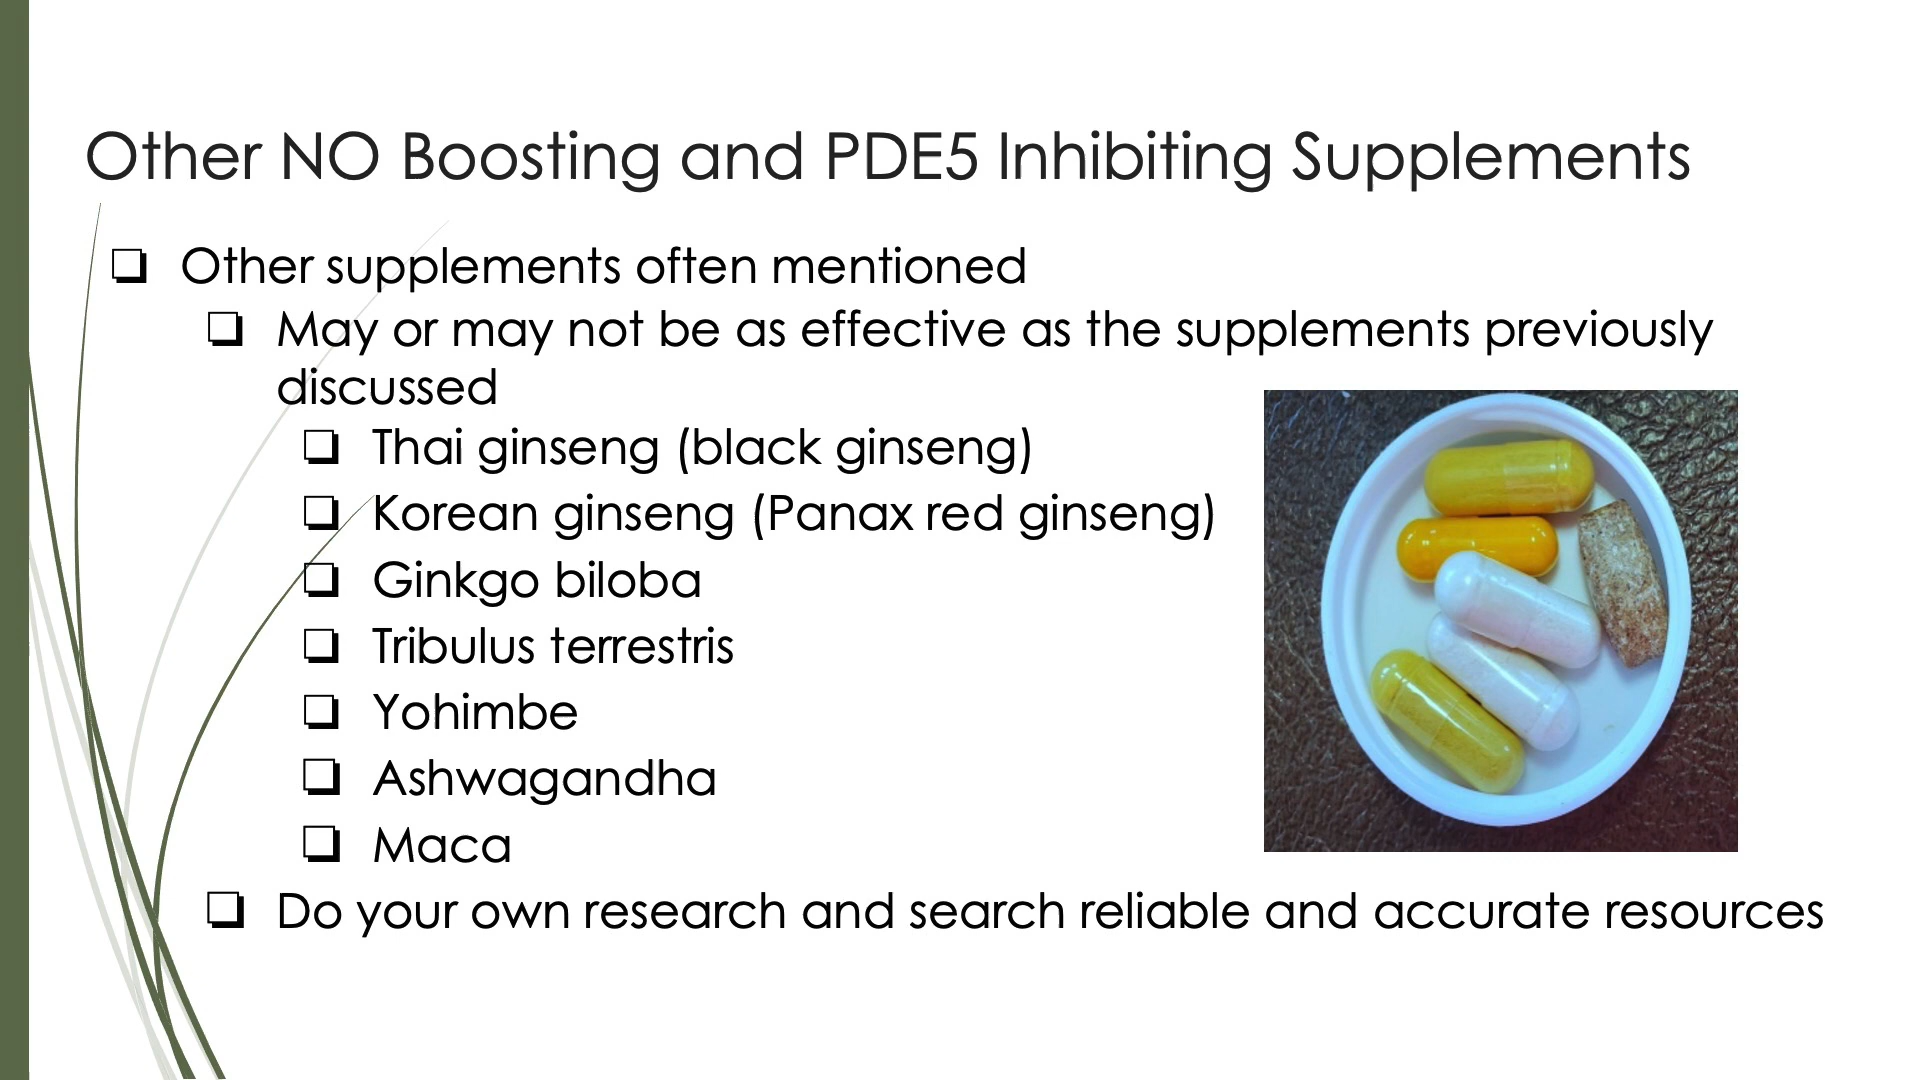 Other NO Boosting and PDE5 Inhibiting Supplements
Other supplements often mentioned
May or may not be as effective as the supplements previously
discussed
Thai ginseng (black ginseng)
Korean ginseng (Panax red ginseng)
Ginkgo biloba
Tribulus terrestris
Yohimbe
Ashwagandha
Maca
Do your own research and search reliable and accurate resources